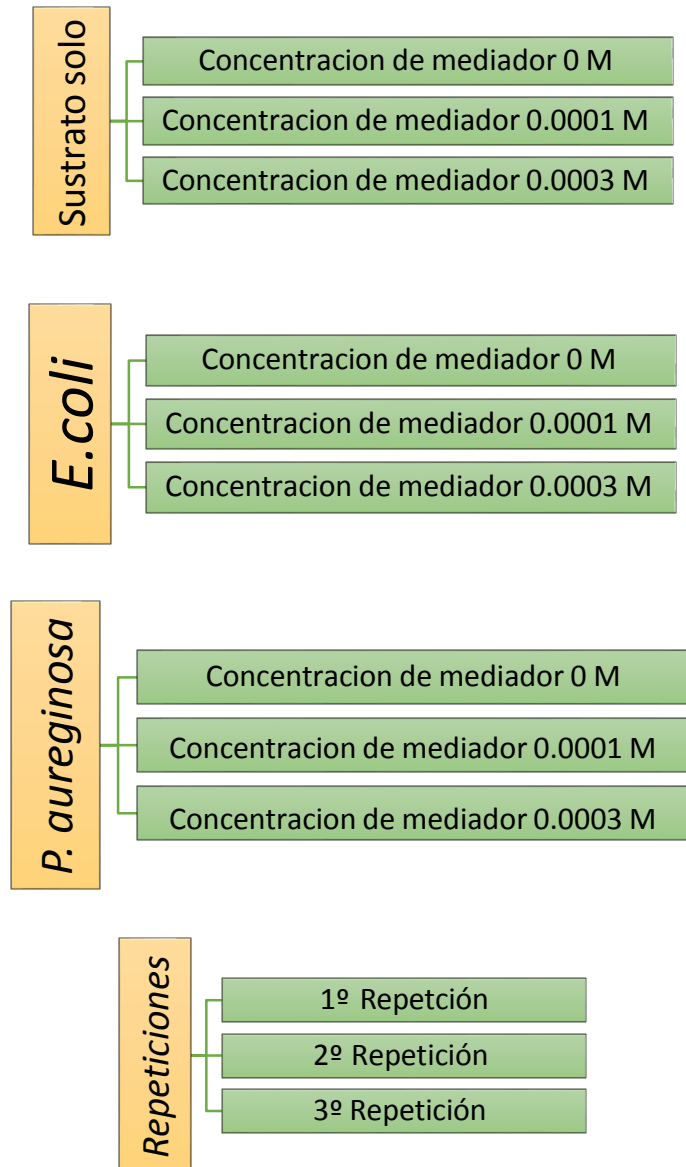 Sustrato solo
Concentracion de mediador 0 M
Concentracion de mediador 0.0001 M
Concentracion de mediador 0.0003 M
E.coli
Concentracion de mediador 0 M
Concentracion de mediador 0.0001 M
Concentracion de mediador 0.0003 M
P. aureginosa
Concentracion de mediador 0 M
Concentracion de mediador 0.0001 M
Concentracion de mediador 0.0003 M
Repeticiones
1º Repetción
2º Repetición
3º Repetición